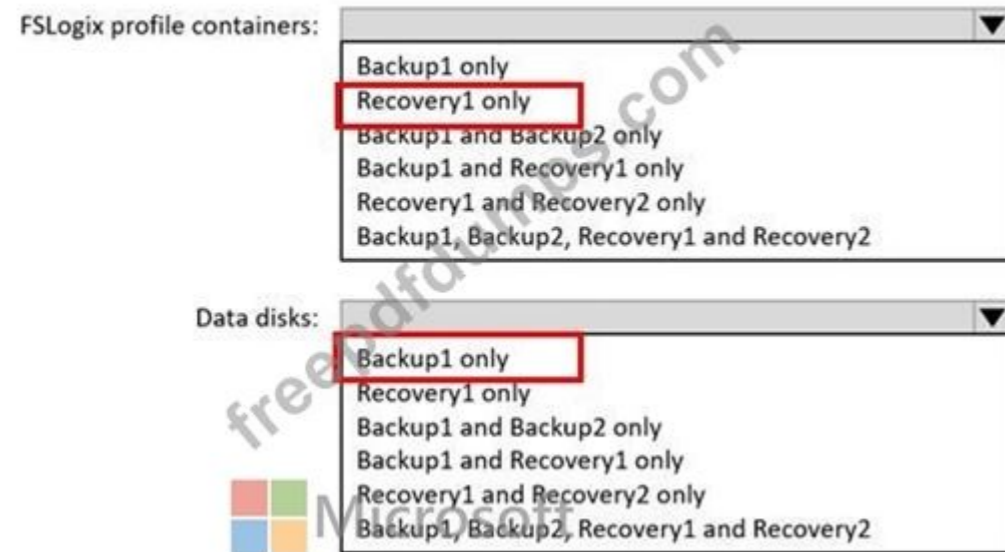 FSLogix profile containers:
Backup1 only
Recovery1 only
Backup1 and Backup2 only
Backup1 and Recovery1 only
Recovery1 and Recovery2 only
Backup1, Backup2, Recovery1 and Recovery2
Data disks:
Backup1 only
Recovery1 only
Backup1 and Backup2 only
Backup1 and Recovery1 only
Recovery1 and Recovery2 only
Backup1, Backup2, Recovery1 and Recovery2
freepdfdumps.com
Microsoft